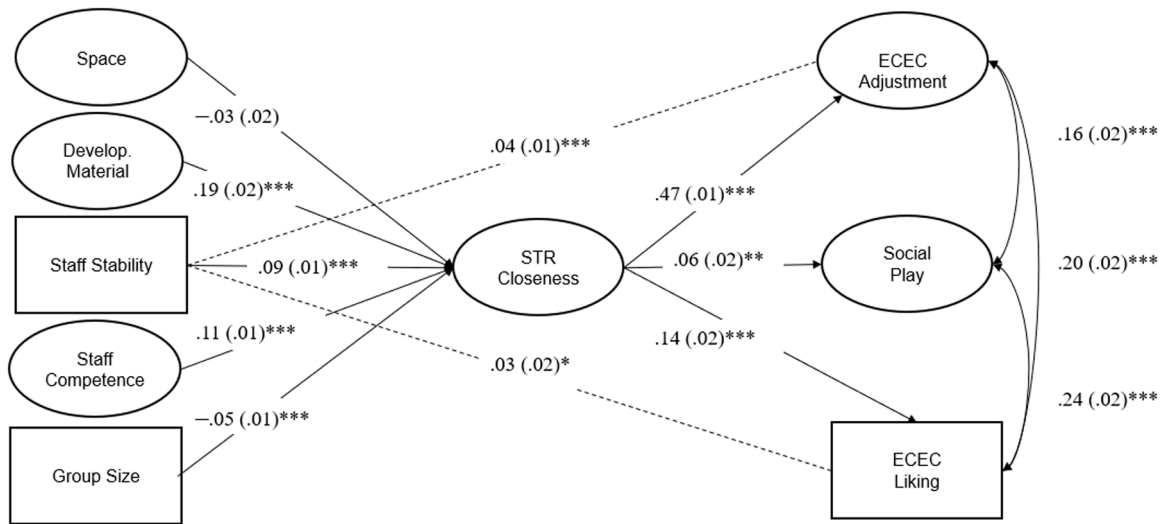 Space
Develop.
Material
Staff Stability
Staff
Competence
Group Size
—.03 (.02)
.19 (.02)***
.09 (.01)***
.11 (.01)***
—.05 (.01)***
STR
Closeness
.04 (.01)***
.47 (.01)***
.06 (.02)**
.14 (.02)***
.03 (.02)*
ECEC
Adjustment
Social
Play
ECEC
Liking
.16 (.02)***
.20 (.02)***
.24 (.02)***